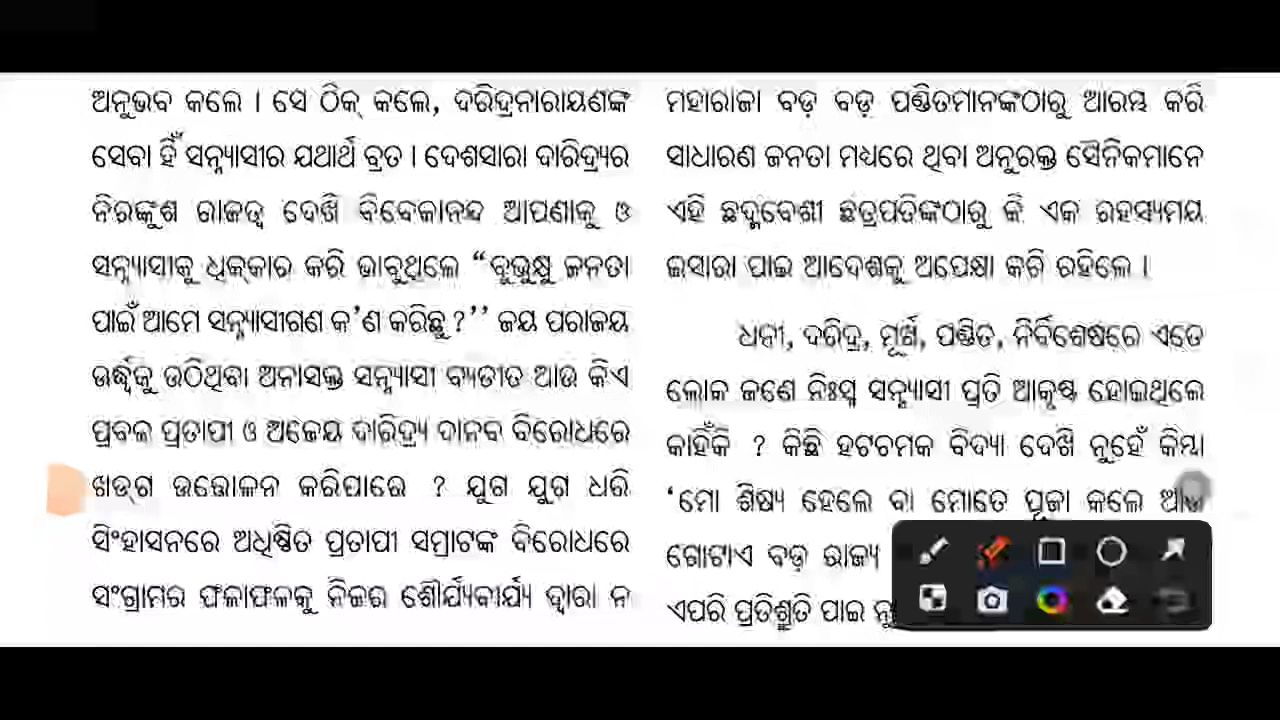 ଅନୁଭବ କଲେ । ସେ ଠିକ୍ କଲେ, ଦରିଦ୍ରନାରାୟଣଙ୍କ
ସେବା ହିଁ ସନ୍ନ୍ୟାସୀର ଯଥାର୍ଥ ବ୍ରତ । ଦେଶସାରା ଦାରିଦ୍ର୍ୟର
ନିରଙ୍କୁଶ ରାଜତ୍ୱ ଦେଖି ବିବେକାନନ୍ଦ ଆପଣାକୁ ଓ
ସନ୍ନ୍ୟାସୀକୁ ଧିକ୍‌କାର କରି ଭାବୁଥିଲେ “ବୁଭୁକ୍ଷୁ ଜନତା
ପାଇଁ ଆମେ ସନ୍ନ୍ୟାସୀଗଣ କ’ଣ କରିଛୁ ?’’ ଜୟ ପରାଜୟ
ଊର୍ଦ୍ଧ୍ୱକୁ ଉଠିଥିବା ଅନାସକ୍ତ ସନ୍ନ୍ୟାସୀ ବ୍ୟତୀତ ଆଉ କିଏ
ପ୍ରବଳ ପ୍ରତାପୀ ଓ ଅଜେୟ ଦାରିଦ୍ର୍ୟ ଦାନବ ବିରୋଧରେ
ଖଡ୍‌ଗ ଉତ୍ତୋଳନ କରିପାରେ ? ଯୁଗ ଯୁଗ ଧରି
ସିଂହାସନରେ ଅଧିଷ୍ଠିତ ପ୍ରତାପୀ ସମ୍ରାଟଙ୍କ ବିରୋଧରେ
ସଂଗ୍ରାମର ଫଳାଫଳକୁ ନିଜର ଶୌର୍ଯ୍ୟବୀର୍ଯ୍ୟ ଦ୍ୱାରା ନ
ମହାରାଜା ବଡ଼ ବଡ଼ ପଣ୍ଡିତମାନଙ୍କଠାରୁ ଆରମ୍ଭ କରି
ସାଧାରଣ ଜନତା ମଧ୍ୟରେ ଥିବା ଅନୁରକ୍ତ ସୈନିକମାନେ
ଏହି ଛଦ୍ମବେଶୀ ଛତ୍ରପତିଙ୍କଠାରୁ କି ଏକ ରହସ୍ୟମୟ
ଇସାରା ପାଇ ଆଦେଶକୁ ଅପେକ୍ଷା କରି ରହିଲେ ।
ଧନୀ, ଦରିଦ୍ର, ମୂର୍ଖ, ପଣ୍ଡିତ, ନିର୍ବିଶେଷରେ ଏତେ
ଲୋକ ଜଣେ ନିଃସ୍ୱ ସନ୍ନ୍ୟାସୀ ପ୍ରତି ଆକୃଷ୍ଟ ହୋଇଥିଲେ
କାହିଁକି ? କିଛି ହଟଚମକ ବିଦ୍ୟା ଦେଖି ନୁହେଁ କିମ୍ବା
‘ମୋ ଶିଷ୍ୟ ହେଲେ ବା ମୋତେ ପୂଜା କଲେ ଆଉ
ଗୋଟାଏ ବଡ଼ ରାଜ୍ୟ
ଏପରି ପ୍ରତିଶ୍ରୁତି ପାଇ